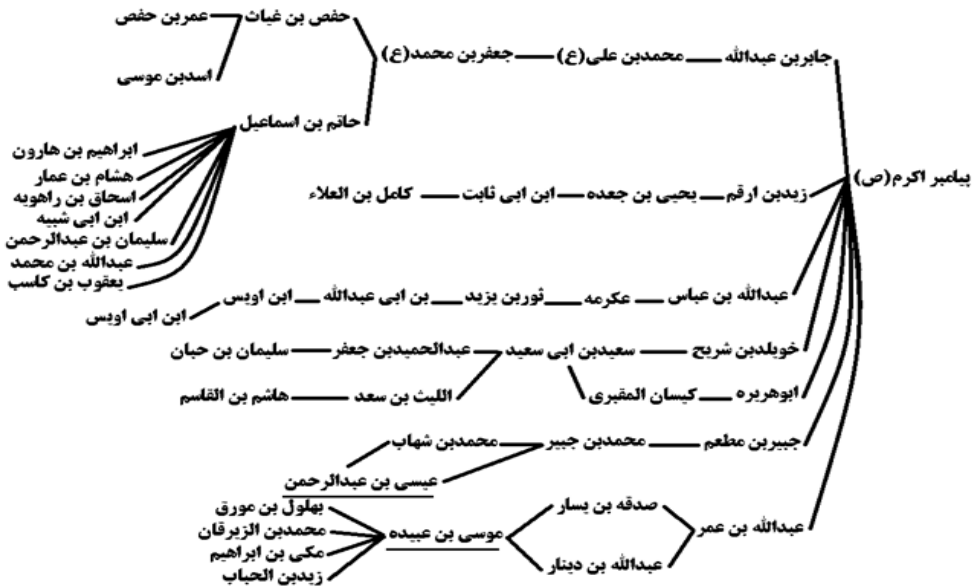 حفص بن غیاث عمربن حفص
جابربن عبدالله محمدبن علی(ع) جعفربن محمد(ع)
اسدبن موسی
حاتم بن اسماعیل
ابراهیم بن هارون
هشام بن عمار
اسحاق بن راهویه
ابن ابی شیبه
سلیمان بن عبدالرحمن
عبدالله بن محمد
یعقوب بن کاسب
پیامبر اکرم(ص)
زیدبن ارقم یحیی بن جعده ابن ابی ثابت کامل بن العلاء
عبدالله بن عباس عکرمه ثوربن یزید بن ابی عبدالله ابن اویس
ابن ابی اویس
خویلدبن شریح سعیدبن ابی سعید عبدالحمیدبن جعفر سلیمان بن حبان
ابوهریره کیسان المقبری اللیث بن سعد هاشم بن القاسم
جبیربن مطعم محمدبن جبیر محمدبن شهاب
عیسی بن عبدالرحمن
عبدالله بن عمر
صدقه بن یسار
عبدالله بن دینار
موسی بن عبیده
بهلول بن مورق
محمدبن الزبرقان
مکی بن ابراهیم
زیدبن الحباب